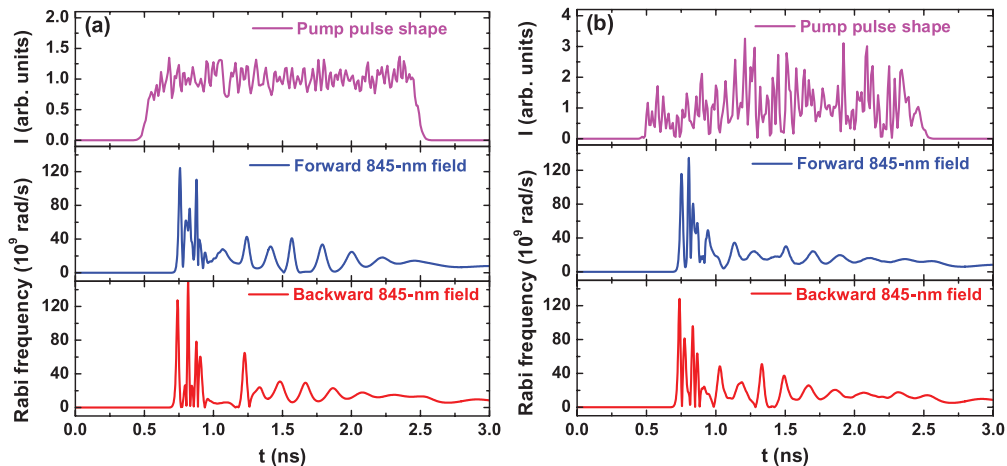 (a)
Pump pulse shape
I (arb. units)
2.0
1.5
1.0
0.5
0.0
Forward 845-nm field
120
80
40
0
Backward 845-nm field
120
80
40
0
Rabi frequency (10⁹ rad/s)
0.0 0.5 1.0 1.5 2.0 2.5 3.0
t (ns)
(b)
Pump pulse shape
I (arb. units)
4
3
2
1
0
Forward 845-nm field
120
80
40
0
Backward 845-nm field
120
80
40
0
Rabi frequency (10⁹ rad/s)
0.0 0.5 1.0 1.5 2.0 2.5 3.0
t (ns)